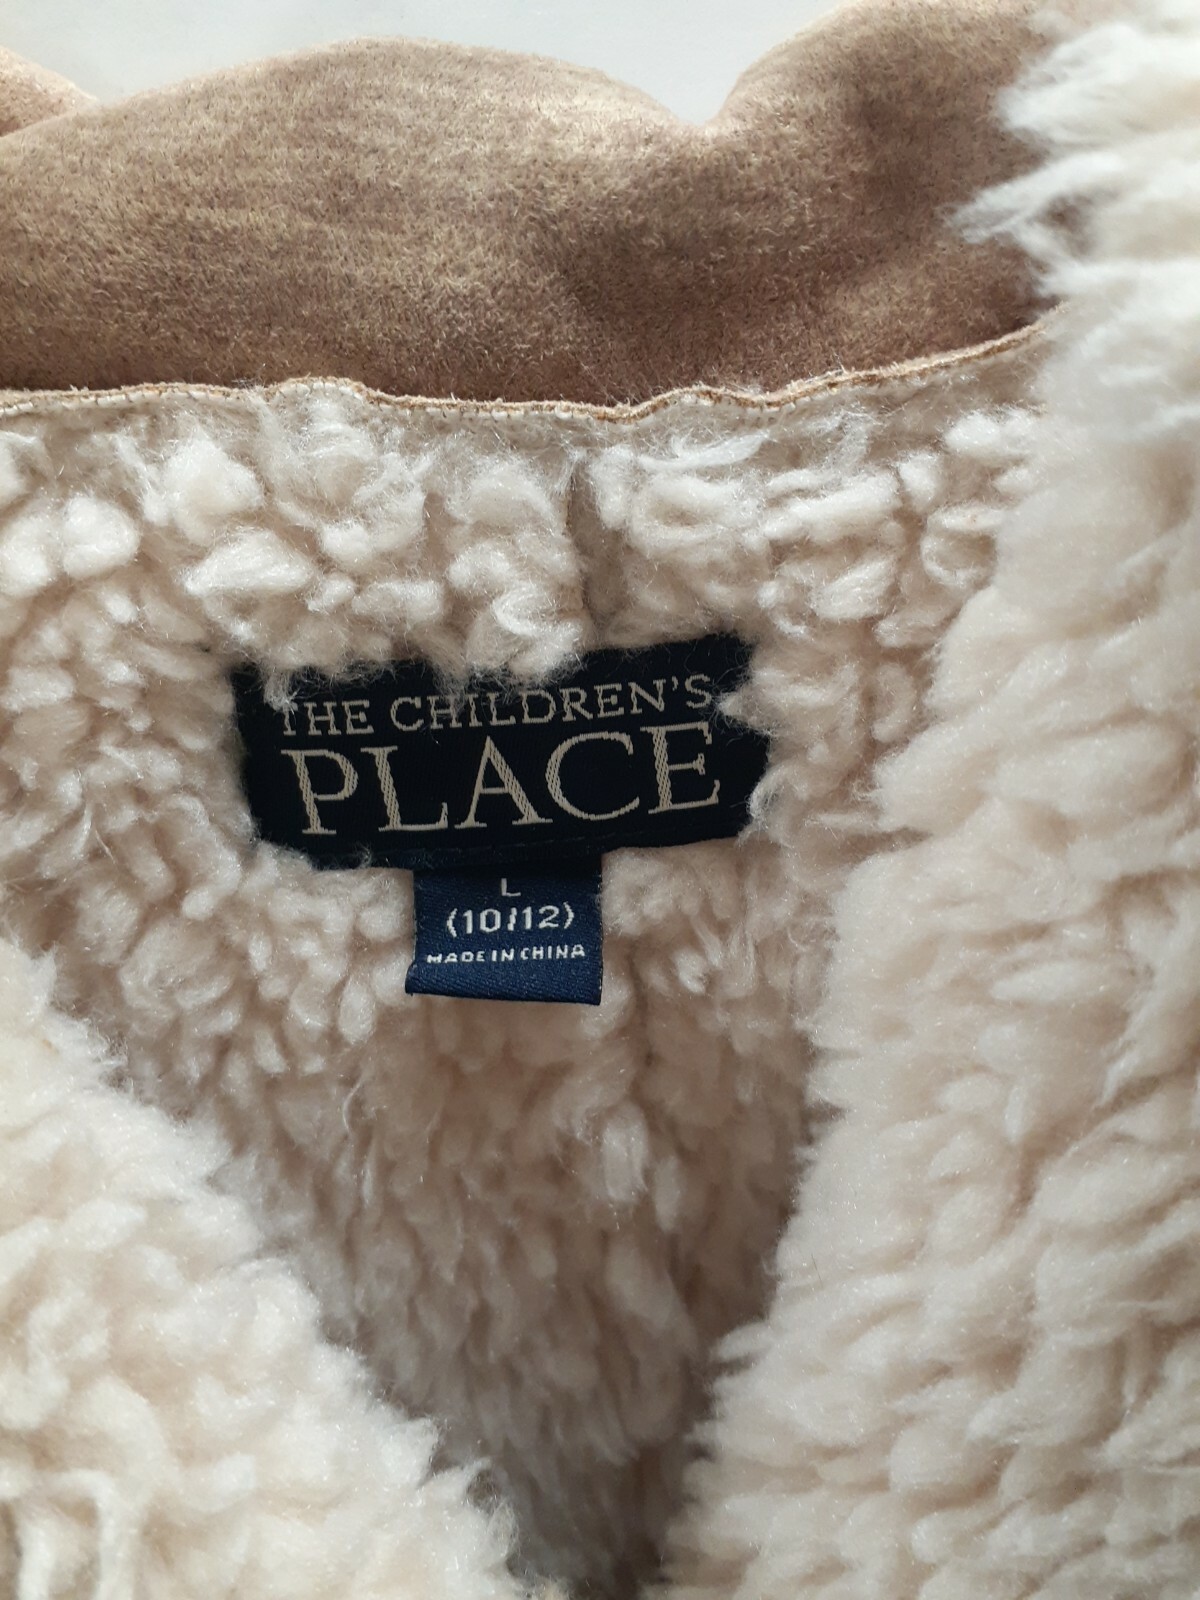 THE CHILDREN'S
PLACE
L
(10/12)
MADE IN CHINA